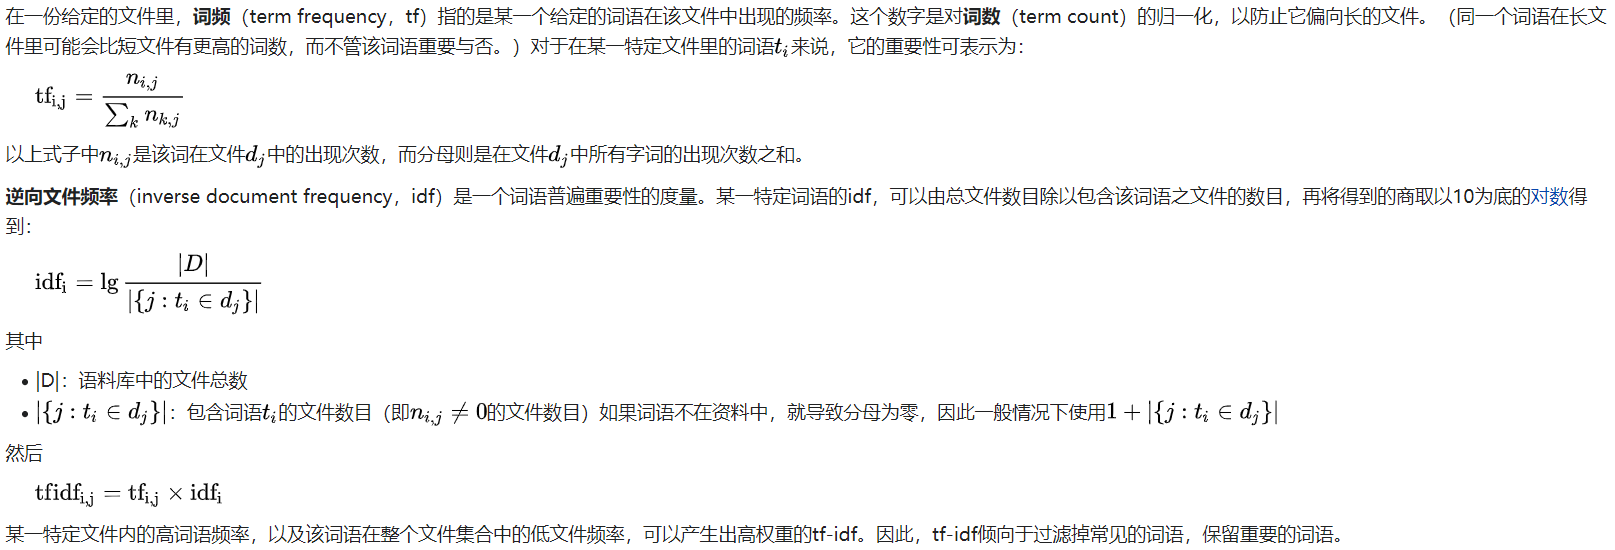 在一份给定的文件里，词频（term frequency，tf）指的是某一个给定的词语在该文件中出现的频率。这个数字是对词数（term count）的归一化，以防止它偏向长的文件。（同一个词语在长文
件里可能会比短文件有更高的词数，而不管该词语重要与否。）对于在某一特定文件里的词语tᵢ来说，它的重要性可表示为：
tf_{i,j} = \frac{n_{i,j}}{\sum_k n_{k,j}}
以上式子中n_{i,j}是该词在文件d_j中的出现次数，而分母则是在文件d_j中所有字词的出现次数之和。
逆向文件频率（inverse document frequency，idf）是一个词语普遍重要性的度量。某一特定词语的idf，可以由总文件数目除以包含该词语之文件的数目，再将得到的商取以10为底的对数得
到：
idf_i = lg \frac{|D|}{|\{j : t_i ∈ d_j\}|}
其中
• |D|：语料库中的文件总数
• |{j : t_i ∈ d_j}|：包含词语t_i的文件数目（即n_{i,j} ≠ 0的文件数目）如果词语不在资料中，就导致分母为零，因此一般情况下使用1 + |{j : t_i ∈ d_j}|
然后
tfidf_{i,j} = tf_{i,j} × idf_i
某一特定文件内的高词语频率，以及该词语在整个文件集合中的低文件频率，可以产生出高权重的tf-idf。因此，tf-idf倾向于过滤掉常见的词语，保留重要的词语。